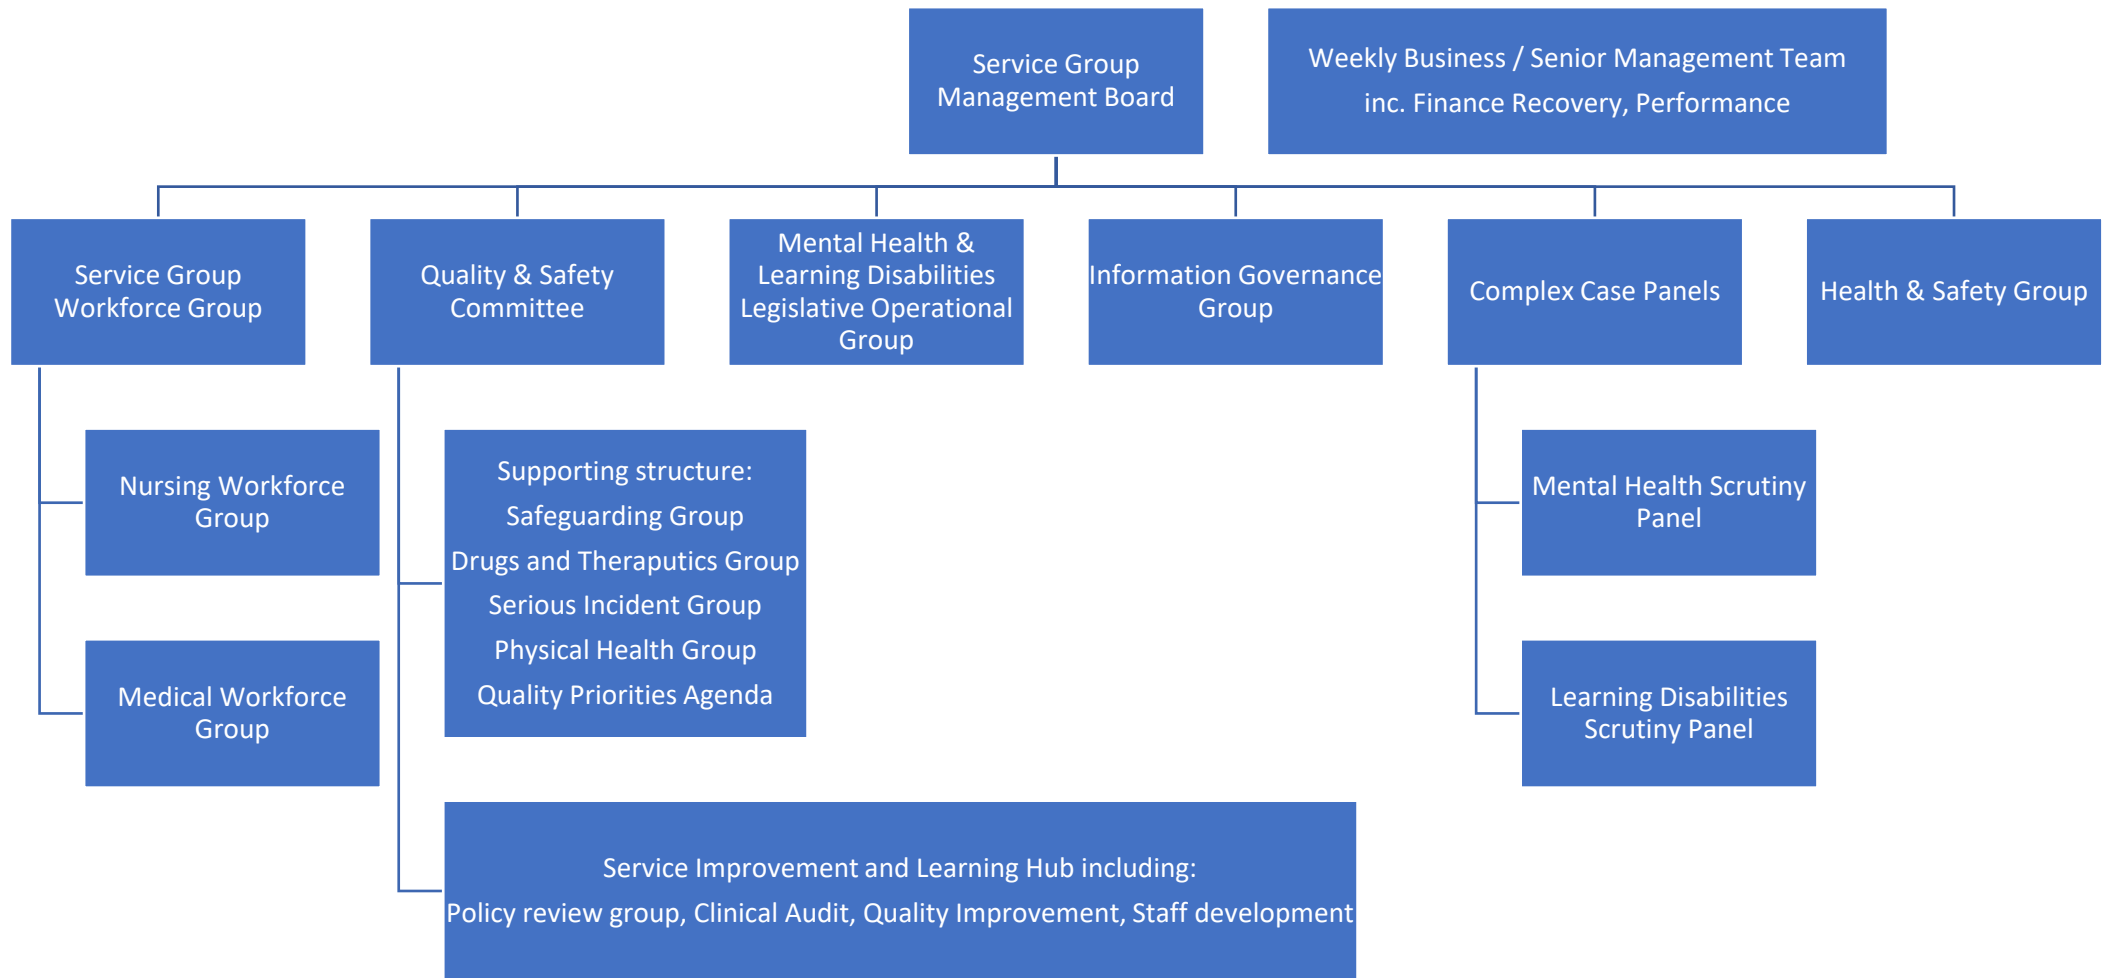 Service Group
Management Board
Weekly Business / Senior Management Team
inc. Finance Recovery, Performance
Service Group
Workforce Group
Quality & Safety
Committee
Mental Health &
Learning Disabilities
Legislative Operational
Group
Information Governance
Group
Complex Case Panels
Health & Safety Group
Nursing Workforce
Group
Medical Workforce
Group
Supporting structure:
Safeguarding Group
Drugs and Theraputics Group
Serious Incident Group
Physical Health Group
Quality Priorities Agenda
Service Improvement and Learning Hub including:
Policy review group, Clinical Audit, Quality Improvement, Staff development
Mental Health Scrutiny
Panel
Learning Disabilities
Scrutiny Panel